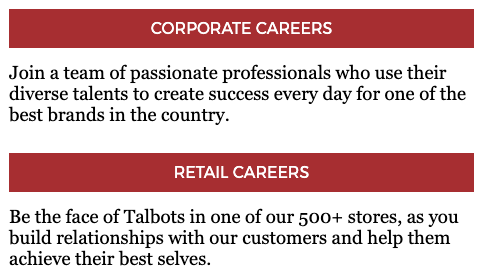 CORPORATE CAREERS
Join a team of passionate professionals who use their
diverse talents to create success every day for one of the
best brands in the country.
RETAIL CAREERS
Be the face of Talbots in one of our 500+ stores, as you
build relationships with our customers and help them
achieve their best selves.